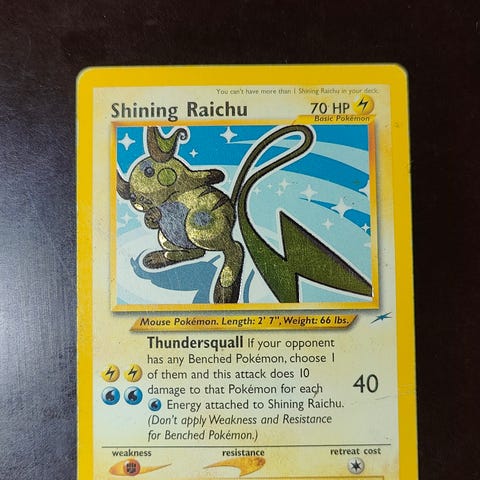 You can't have more than 1 Shining Raichu in your deck.
Shining Raichu 70 HP
Basic Pokémon
Mouse Pokémon. Length: 2' 7", Weight: 66 lbs.
Thundersquall If your opponent
has any Benched Pokémon, choose 1
of them and this attack does 10
damage to that Pokémon for each
40
Energy attached to Shining Raichu.
(Don't apply Weakness and Resistance
for Benched Pokémon.)
weakness resistance retreat cost